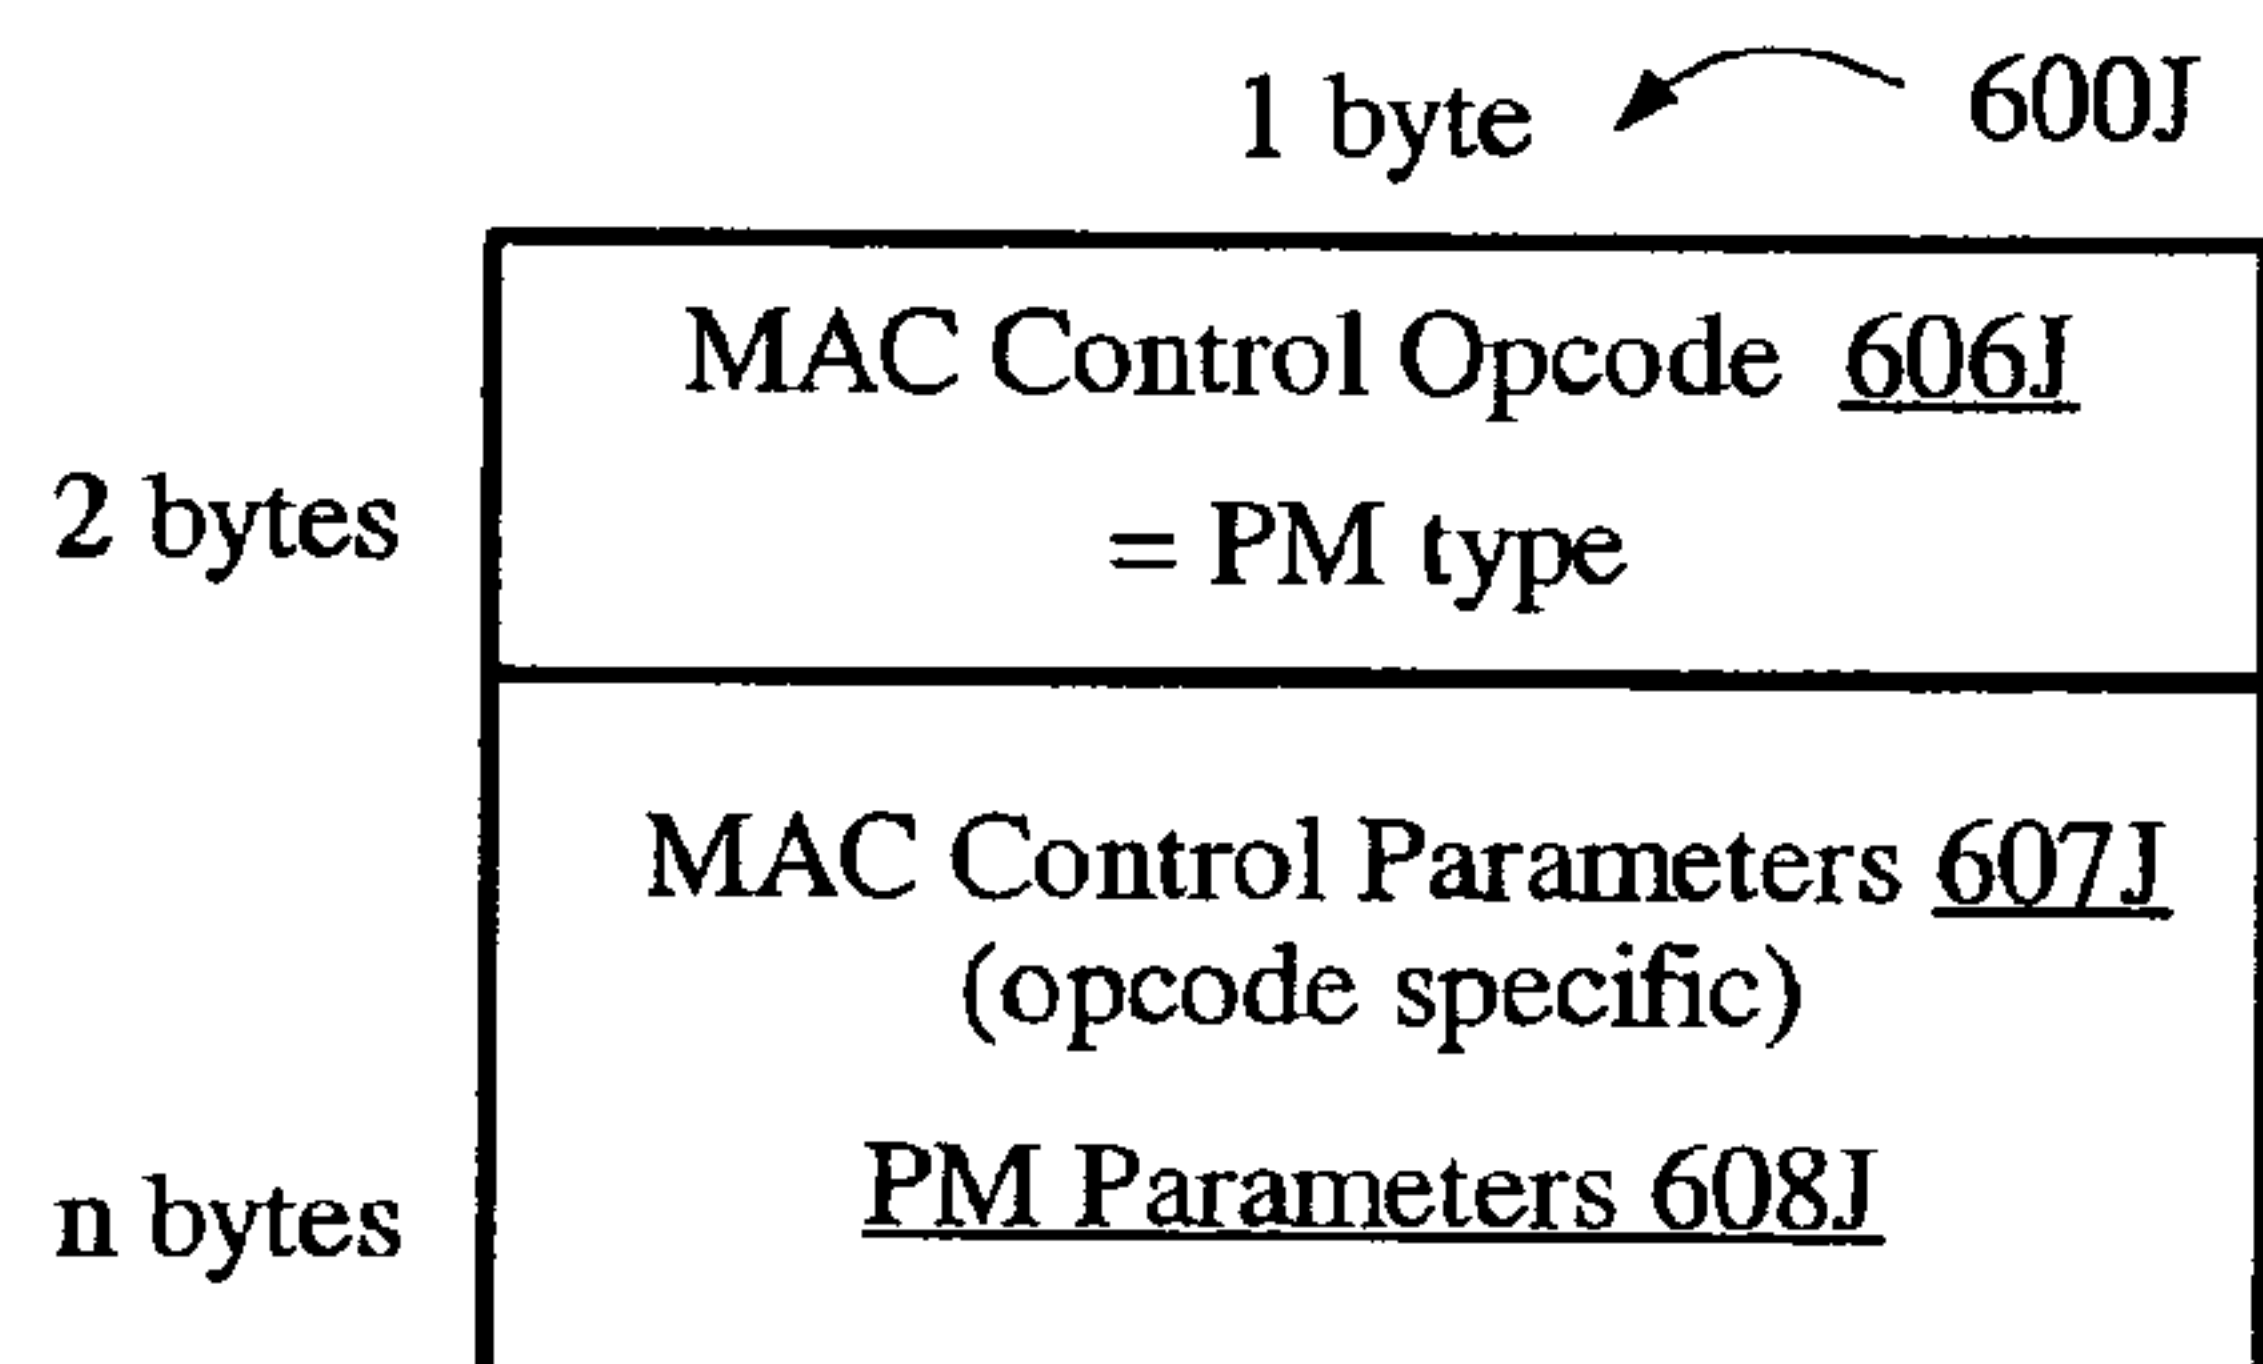 1 byte 600J
MAC Control Opcode 606J
2 bytes
= PM type
MAC Control Parameters 607J
(opcode specific)
PM Parameters 608J
n bytes